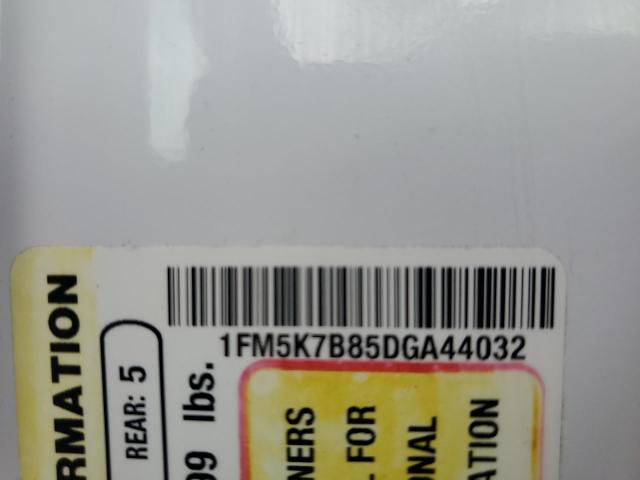 1FM5K7B85DGA44032
RMATION
REAR: 5
99 lbs.
NERS
L FOR
ONAL
ATION